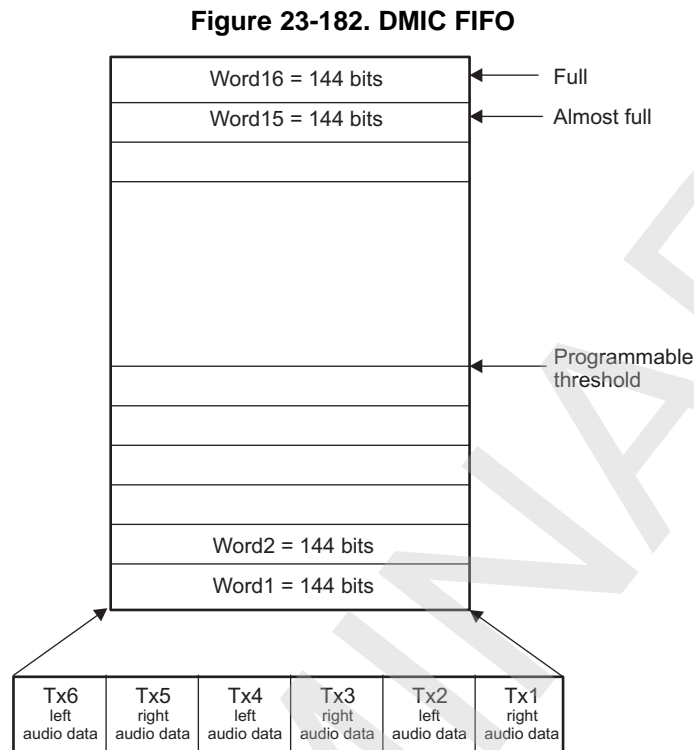 Figure 23-182. DMIC FIFO
Word16 = 144 bits
Full
Word15 = 144 bits
Almost full
Programmable
threshold
Word2 = 144 bits
Word1 = 144 bits
Tx6 Tx5 Tx4 Tx3 Tx2 Tx1
left right left right left right
audio data audio data audio data audio data audio data audio data